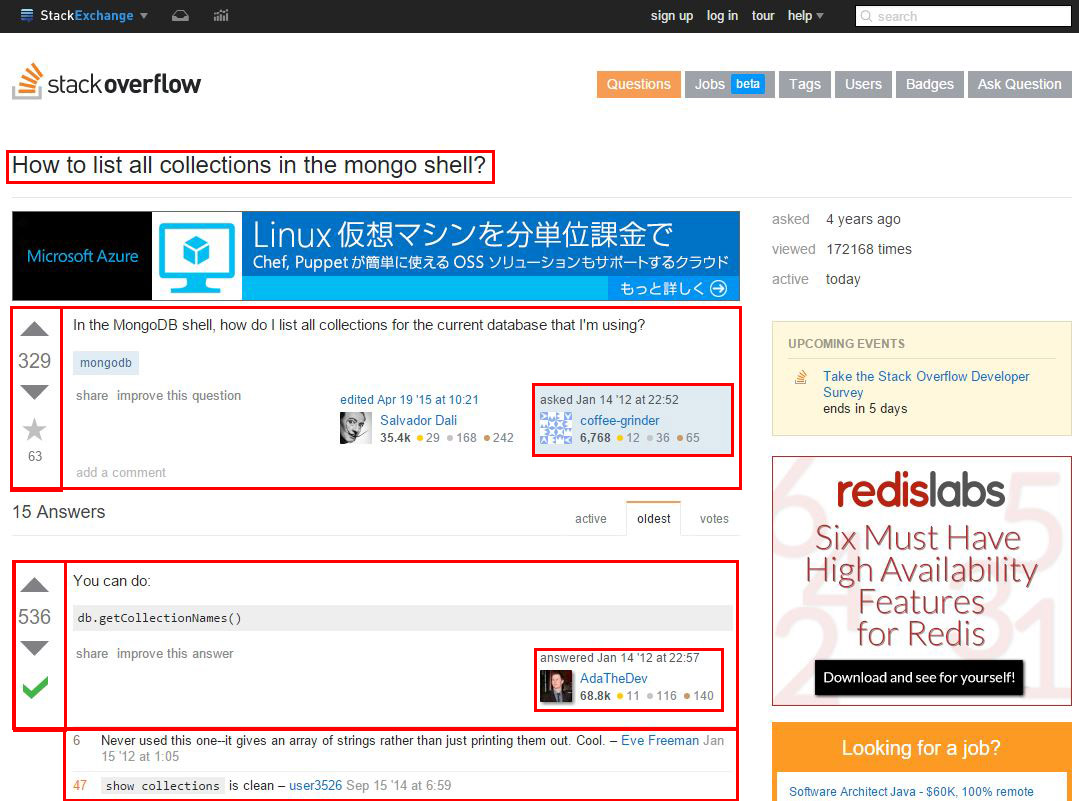 StackExchange
sign up log in tour help
search
stackoverflow
Questions Jobs beta Tags Users Badges Ask Question
How to list all collections in the mongo shell?
Microsoft Azure
Linux 仮想マシンを分単位課金で
Chef, Puppet が簡単に使える OSS ソリューションもサポートするクラウド
もっと詳しく
asked 4 years ago
viewed 172168 times
active today
329
63
In the MongoDB shell, how do I list all collections for the current database that I'm using?
mongodb
share improve this question
edited Apr 19 '15 at 10:21
Salvador Dali
35.4k 29 168 242
asked Jan 14 '12 at 22:52
coffee-grinder
6,768 12 36 65
add a comment
UPCOMING EVENTS
Take the Stack Overflow Developer
Survey
ends in 5 days
15 Answers
active oldest votes
536
You can do:
db.getCollectionNames()
share improve this answer
answered Jan 14 '12 at 22:57
AdaTheDev
68.8k 11 116 140
6 Never used this one--it gives an array of strings rather than just printing them out. Cool. – Eve Freeman Jan
15 '12 at 1:05
47 show collections is clean – user3526 Sep 15 '14 at 6:59
redislabs
Six Must Have
High Availability
Features
for Redis
Download and see for yourself!
Looking for a job?
Software Architect Java - $60K, 100% remote